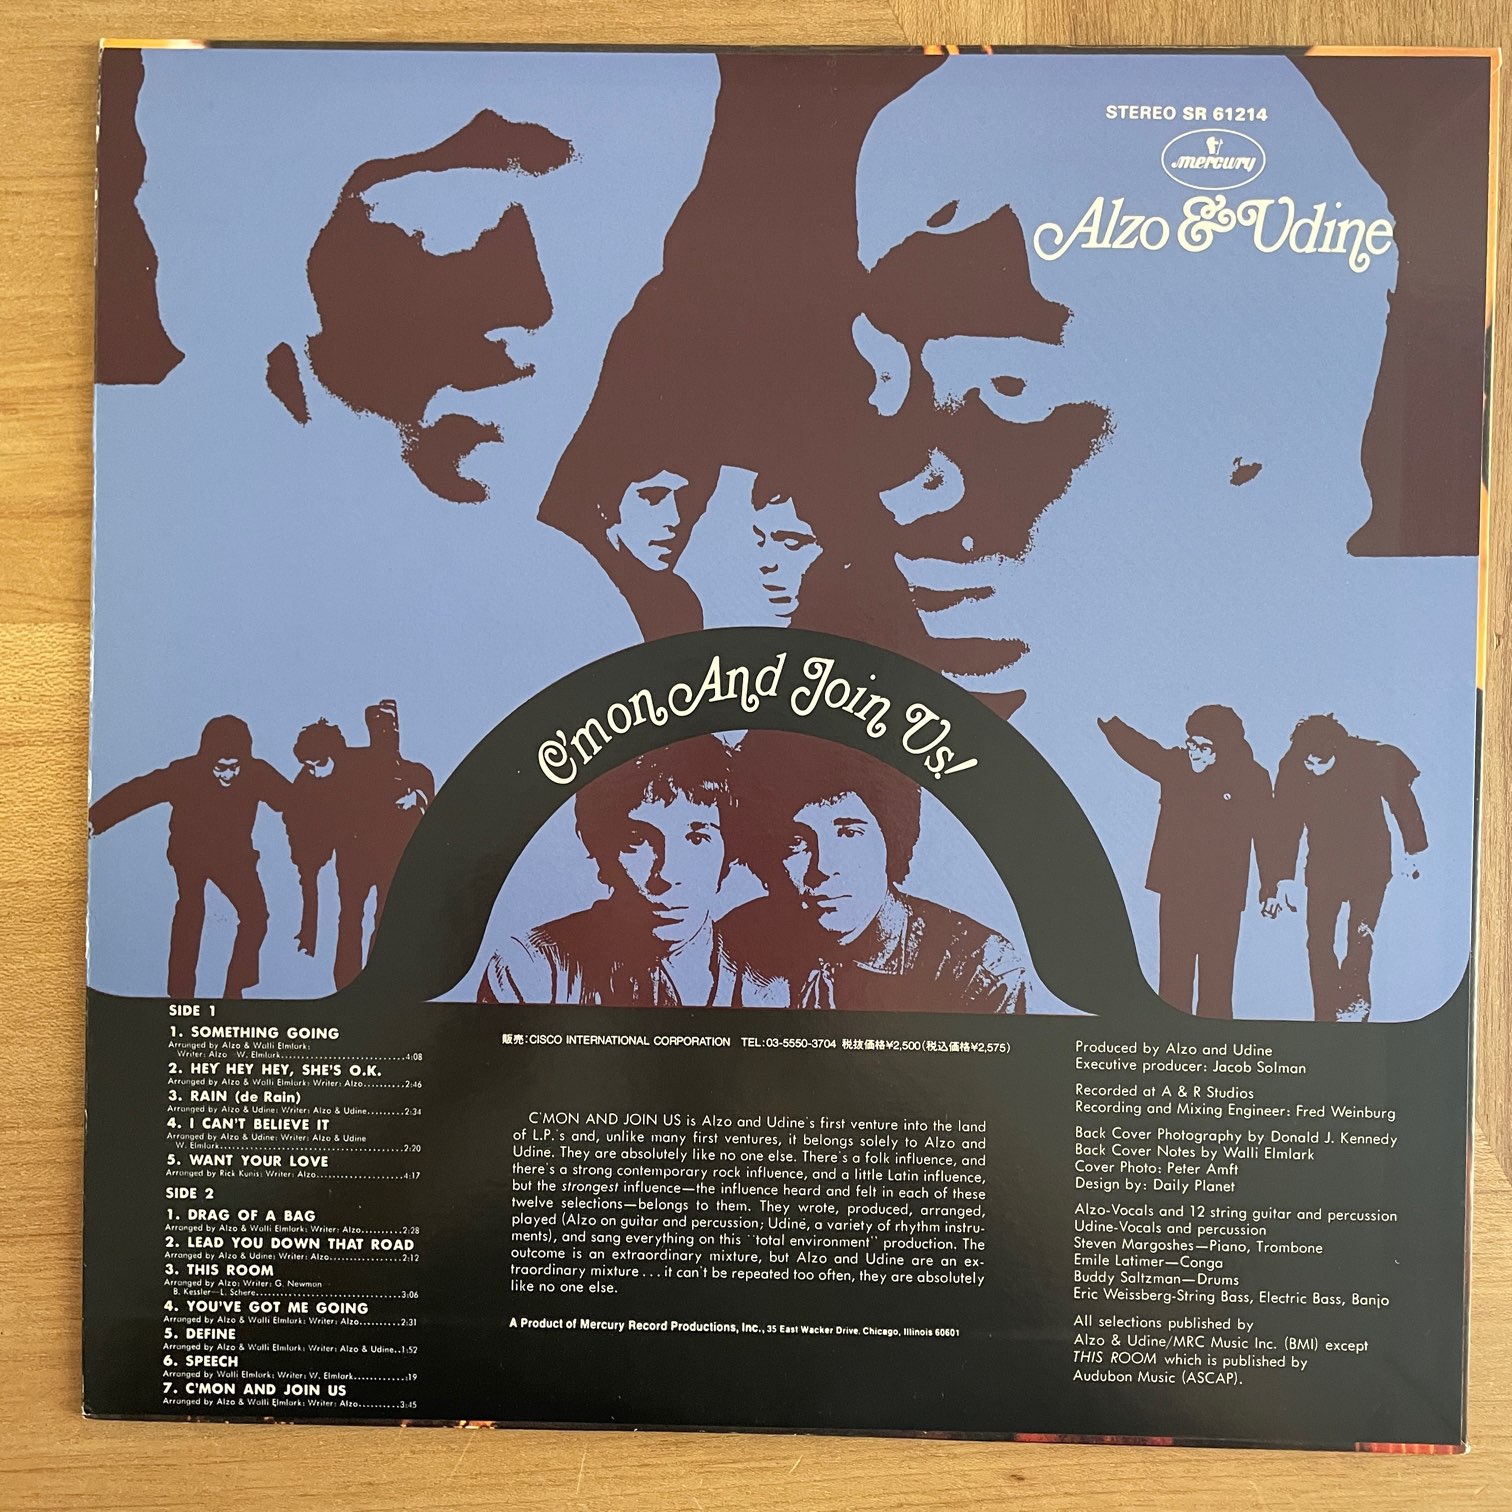 STEREO SR 61214
mercury
Alzo & Udine
C'mon And Join Us!
SIDE 1
1. SOMETHING GOING
Arranged by Alzo & Walli Elmlark:
Writer: Alzo W. Elmlark............................4:08
2. HEY HEY HEY, SHE'S O.K.
Arranged by Alzo & Walli Elmlark: Writer: Alzo..........2:46
3. RAIN (de Rain)
Arranged by Alzo & Udine: Writer: Alzo & Udine.........2:34
4. I CAN'T BELIEVE IT
Arranged by Alzo & Udine: Writer: Alzo & Udine
W. Elmlark..........................................2:20
5. WANT YOUR LOVE
Arranged by Rick Kunis: Writer: Alzo....................4:17
SIDE 2
1. DRAG OF A BAG
Arranged by Alzo & Walli Elmlark: Writer: Alzo..........2:28
2. LEAD YOU DOWN THAT ROAD
Arranged by Alzo & Udine: Writer: Alzo.................2:12
3. THIS ROOM
Arranged by Alzo: Writer: G. Newman
B. Kessler—L. Schere.................................3:06
4. YOU'VE GOT ME GOING
Arranged by Alzo & Walli Elmlark: Writer: Alzo..........2:31
5. DEFINE
Arranged by Alzo & Walli Elmlark: Writer: Alzo & Udine..1:52
6. SPEECH
Arranged by Walli Elmlark: Writer: W. Elmlark............:19
7. C'MON AND JOIN US
Arranged by Alzo & Walli Elmlark: Writer: Alzo..........3:45
販売:CISCO INTERNATIONAL CORPORATION TEL:03-5550-3704 税抜価格¥2,500(税込価格¥2,575)
C'MON AND JOIN US is Alzo and Udine's first venture into the land
of L.P.'s and, unlike many first ventures, it belongs solely to Alzo and
Udine. They are absolutely like no one else. There's a folk influence, and
there's a strong contemporary rock influence, and a little Latin influence,
but the strongest influence—the influence heard and felt in each of these
twelve selections—belongs to them. They wrote, produced, arranged,
played (Alzo on guitar and percussion; Udine, a variety of rhythm instru-
ments), and sang everything on this "total environment" production. The
outcome is an extraordinary mixture, but Alzo and Udine are an ex-
traordinary mixture...it can't be repeated too often, they are absolutely
like no one else.
A Product of Mercury Record Productions, Inc., 35 East Wacker Drive, Chicago, Illinois 60601
Produced by Alzo and Udine
Executive producer: Jacob Solman
Recorded at A & R Studios
Recording and Mixing Engineer: Fred Weinburg
Back Cover Photography by Donald J. Kennedy
Back Cover Notes by Walli Elmlark
Cover Photo: Peter Amft
Design by: Daily Planet
Alzo-Vocals and 12 string guitar and percussion
Udine-Vocals and percussion
Steven Margoshes—Piano, Trombone
Emile Latimer—Conga
Buddy Saltzman—Drums
Eric Weissberg-String Bass, Electric Bass, Banjo
All selections published by
Alzo & Udine/MRC Music Inc. (BMI) except
THIS ROOM which is published by
Audubon Music (ASCAP).